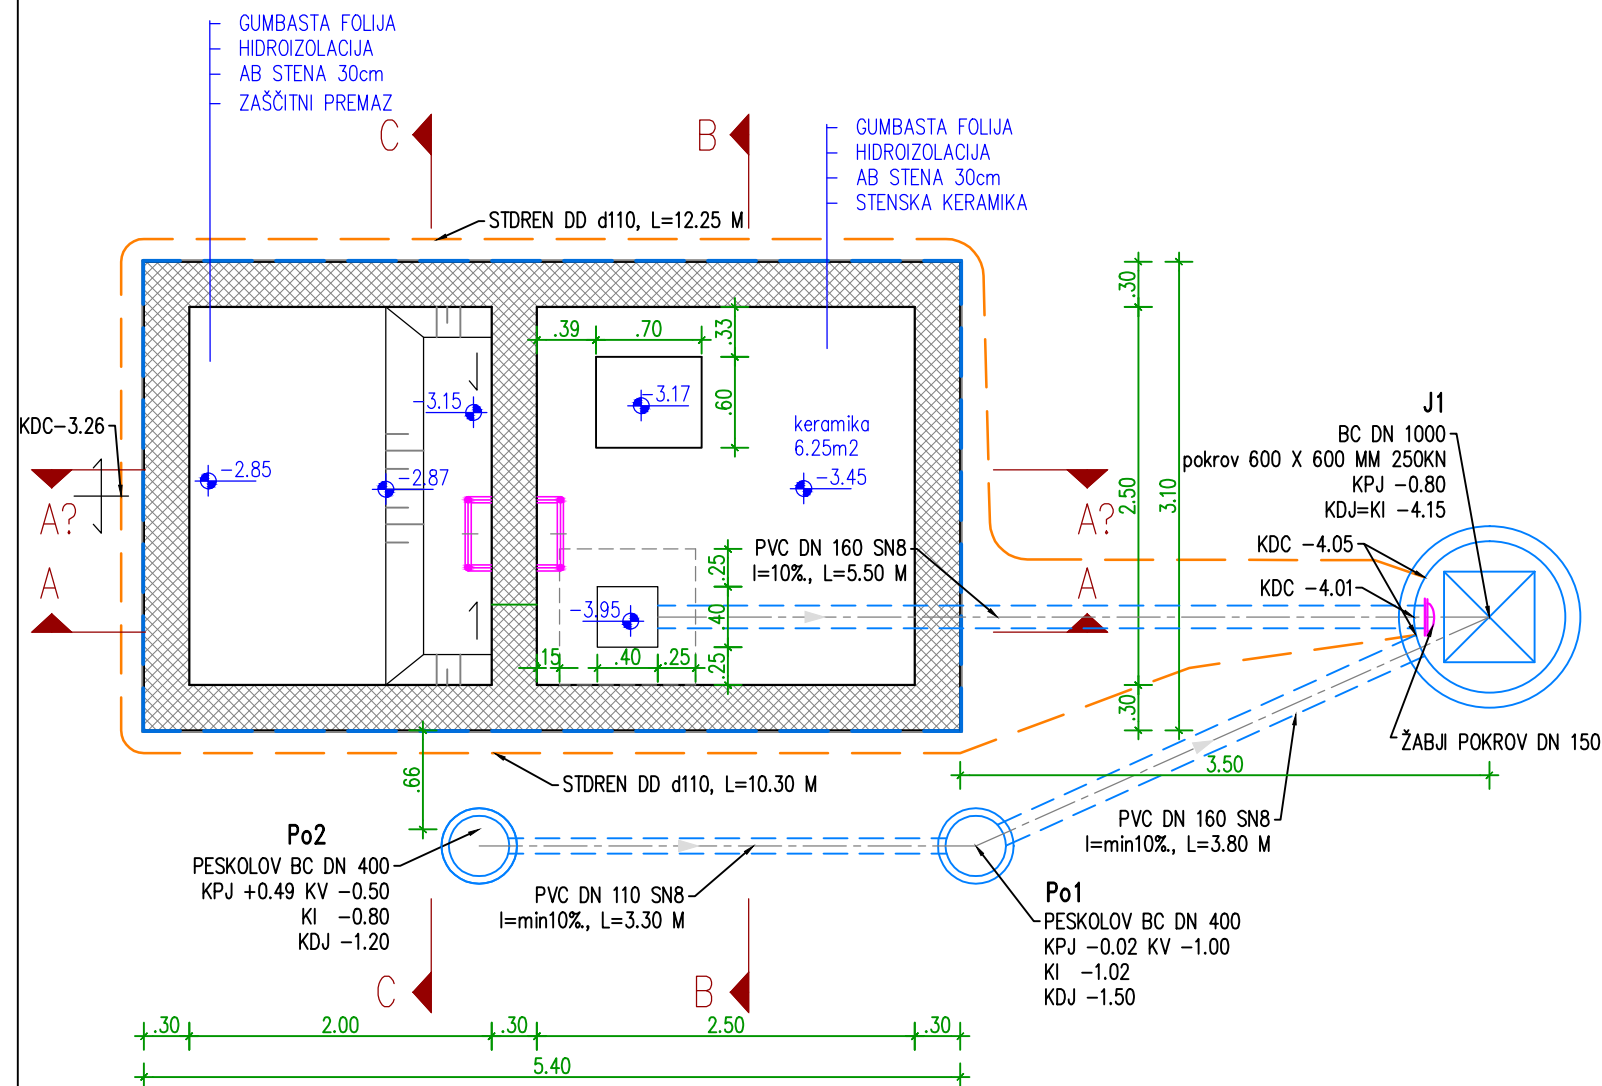 GUMBASTA FOLIJA
HIDROIZOLACIJA
AB STENA 30cm
ZAŠČITNI PREMAZ
C
B
GUMBASTA FOLIJA
HIDROIZOLACIJA
AB STENA 30cm
STENSKA KERAMIKA
STDREN DD d110, L=12.25 M
.30
.39
.70
.33
-3.15
-3.17
.60
KDC-3.26
keramika
6.25m2
-2.85
-2.87
-3.45
2.50
3.10
J1
BC DN 1000
pokrov 600 X 600 MM 250KN
KPJ -0.80
KDJ=KI -4.15
A?
A?
PVC DN 160 SN8
I=10‰, L=5.50 M
KDC -4.05
KDC -4.01
A
A
.25
-3.95
.40
.15
.40
.25
.25
.30
ŽABJI POKROV DN 150
3.50
.66
STDREN DD d110, L=10.30 M
PVC DN 160 SN8
I=min10‰, L=3.80 M
Po2
PESKOLOV BC DN 400
KPJ +0.49 KV -0.50
KI -0.80
KDJ -1.20
PVC DN 110 SN8
I=min10‰, L=3.30 M
Po1
PESKOLOV BC DN 400
KPJ -0.02 KV -1.00
KI -1.02
KDJ -1.50
C
B
.30
2.00
.30
2.50
.30
5.40